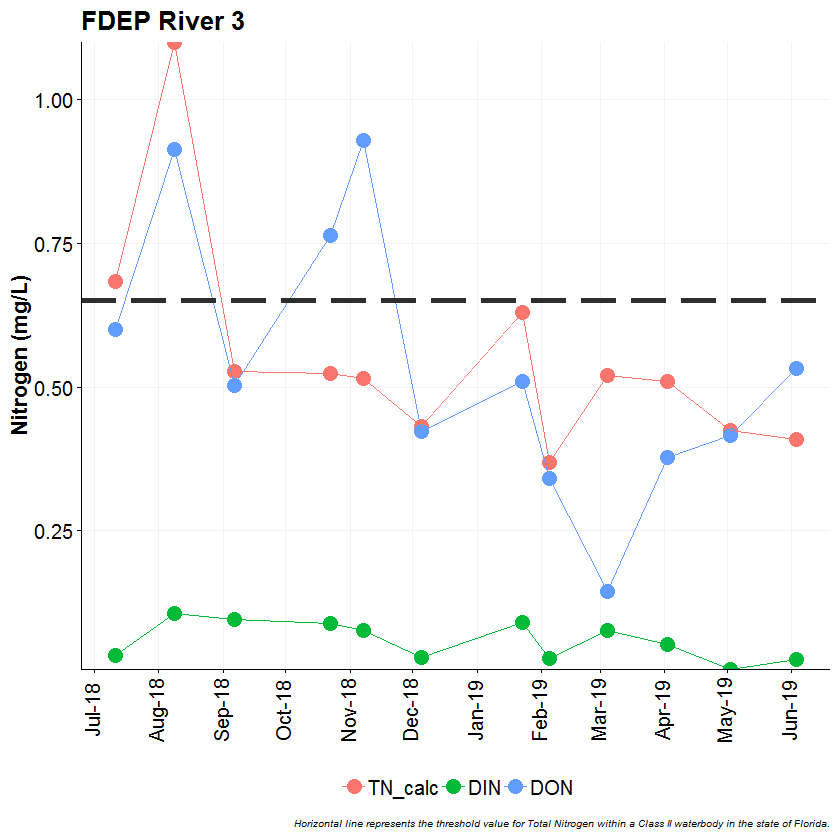 FDEP River 3
Nitrogen (mg/L)
1.00
0.75
0.50
0.25
Jul-18
Aug-18
Sep-18
Oct-18
Nov-18
Dec-18
Jan-19
Feb-19
Mar-19
Apr-19
May-19
Jun-19
TN_calc DIN DON
Horizontal line represents the threshold value for Total Nitrogen within a Class II waterbody in the state of Florida.